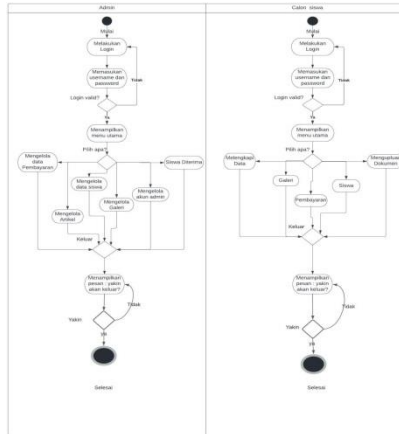 Admin
Calon siswa
Mulai
Melakukan
Login
Memasukan
username dan
password
Tidak
Login valid?
Ya
Menampilkan
menu utama
Pilih apa?
Mengelola
data
Pembayaran
Siswa Diterima
Mengelola
data siswa
Mengelola
akun admin
Mengelola
Galeri
Mengelola
Artikel
Keluar
Menampilkan
pesan : yakin
akan keluar?
Tidak
Yakin
ya
Selesai
Mulai
Melakukan
Login
Memasukan
username dan
password
Tidak
Login valid?
Ya
Menampilkan
menu utama
Pilih apa?
Melengkapi
Data
Galeri
Siswa
Pembayaran
Dokumen
Keluar
Menampilkan
pesan : yakin
akan keluar?
Tidak
Yakin
ya
Selesai